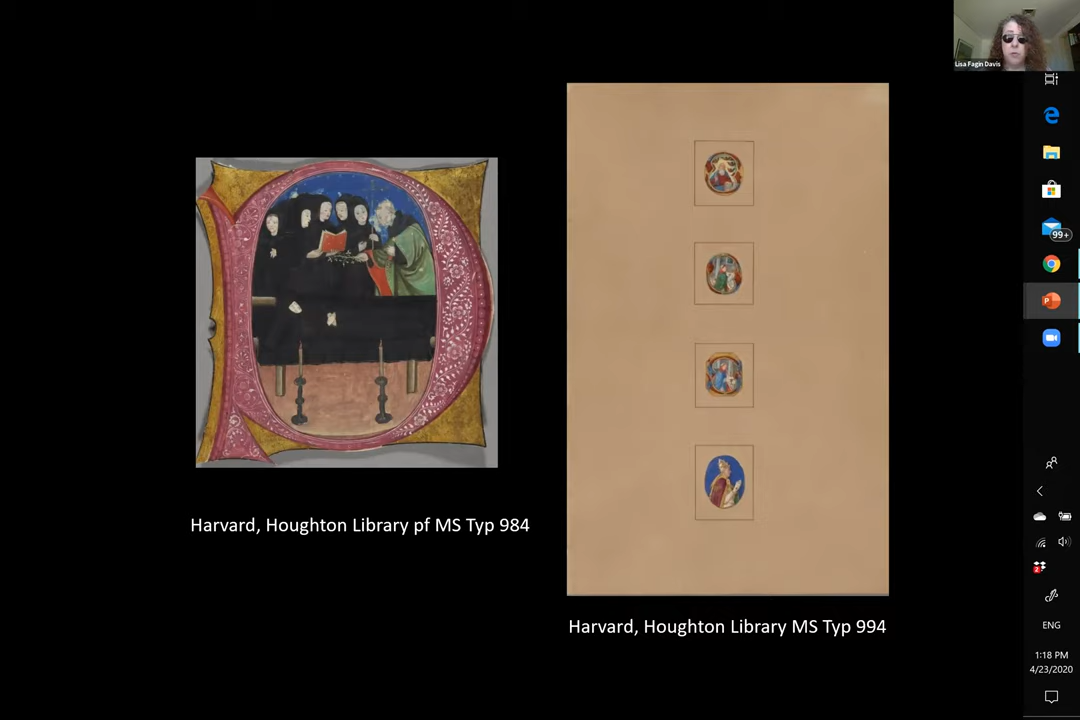 Lisa Fagin Davis
99+
P
Harvard, Houghton Library pf MS Typ 984
Harvard, Houghton Library MS Typ 994
2
ENG
1:18 PM
4/23/2020